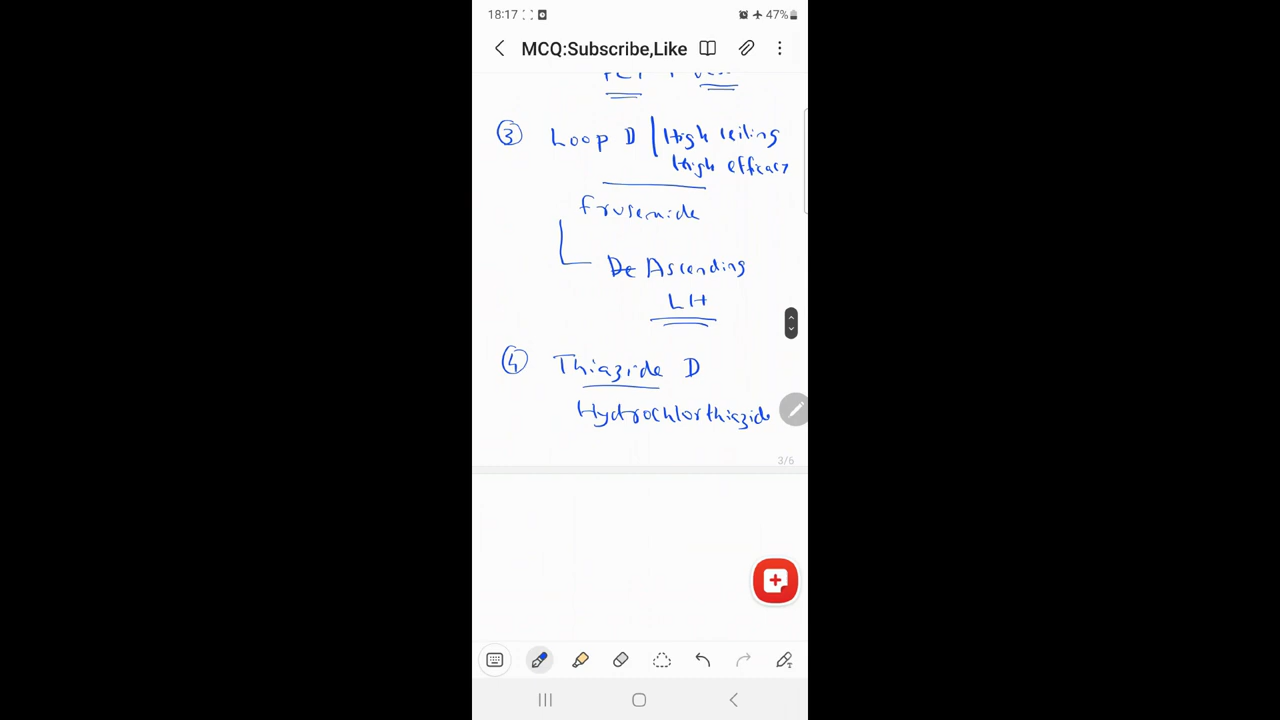 18:17 47%
MCQ:Subscribe,Like
③ Loop D | High ceiling
High efficacy
Frusemide
De Ascending
LH
④ Thiazide D
Hydrochlorthiazide
3/6